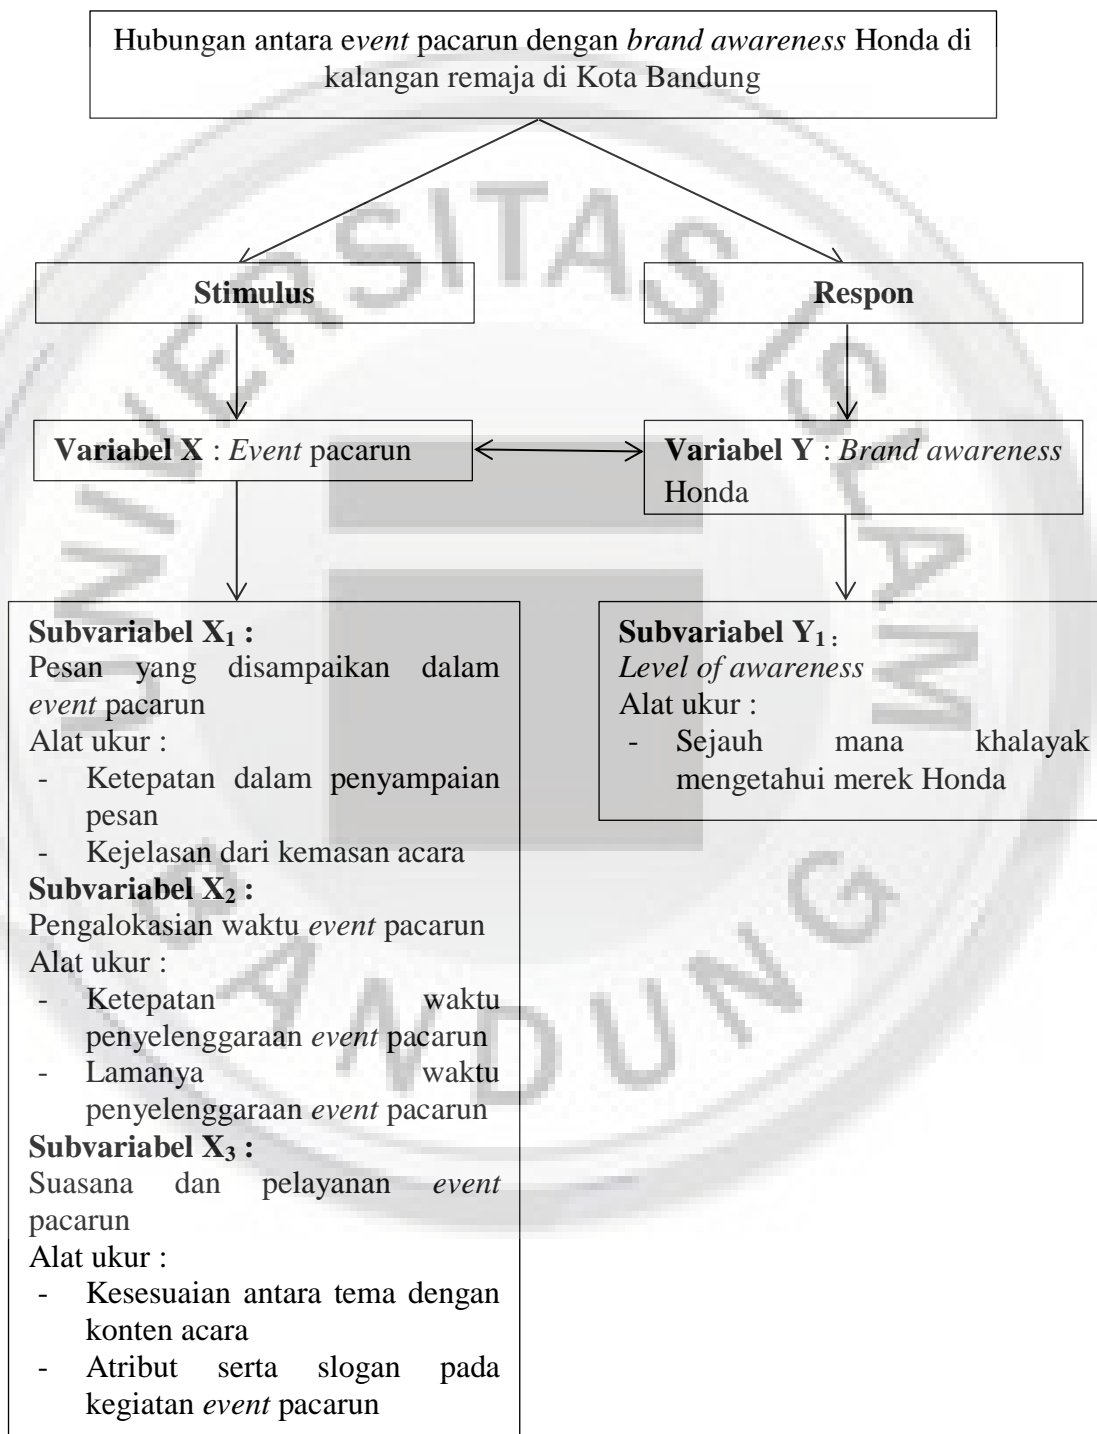 Hubungan antara event pacarun dengan brand awareness Honda di
kalangan remaja di Kota Bandung
Stimulus
Respon
Variabel X : Event pacarun
Variabel Y : Brand awareness
Honda
Subvariabel X₁ :
Pesan yang disampaikan dalam
event pacarun
Alat ukur :
- Ketepatan dalam penyampaian
pesan
- Kejelasan dari kemasan acara
Subvariabel X₂ :
Pengalokasian waktu event pacarun
Alat ukur :
- Ketepatan waktu
penyelenggaraan event pacarun
- Lamanya waktu
penyelenggaraan event pacarun
Subvariabel X₃ :
Suasana dan pelayanan event
pacarun
Alat ukur :
- Kesesuaian antara tema dengan
konten acara
- Atribut serta slogan pada
kegiatan event pacarun
Subvariabel Y₁ :
Level of awareness
Alat ukur :
- Sejauh mana khalayak
mengetahui merek Honda
UNIVERSITAS ISLAM
BANDUNG